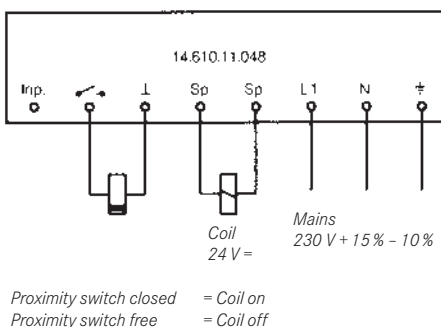 14.610.11.048
Inp. ⊥ Sp Sp L1 N ⏚
Coil
24 V =
Mains
230 V + 15 % – 10 %
Proximity switch closed = Coil on
Proximity switch free = Coil off